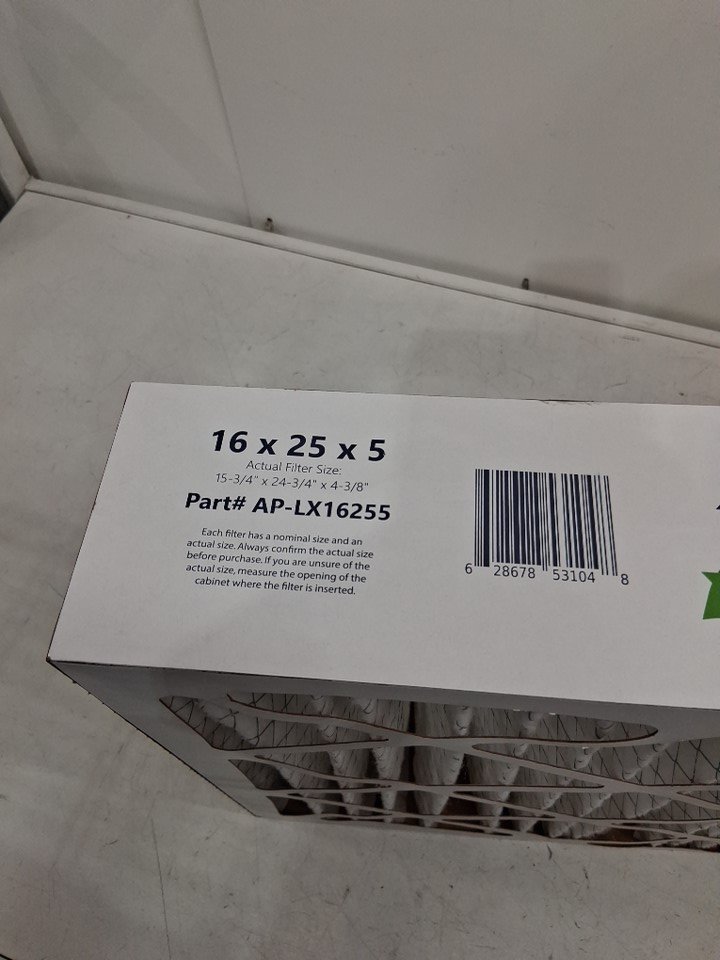 16 x 25 x 5
Actual Filter Size:
15-3/4" x 24-3/4" x 4-3/8"
Part# AP-LX16255
Each filter has a nominal size and an
actual size. Always confirm the actual size
before purchase. If you are unsure of the
actual size, measure the opening of the
cabinet where the filter is inserted.
6 28678 53104 8